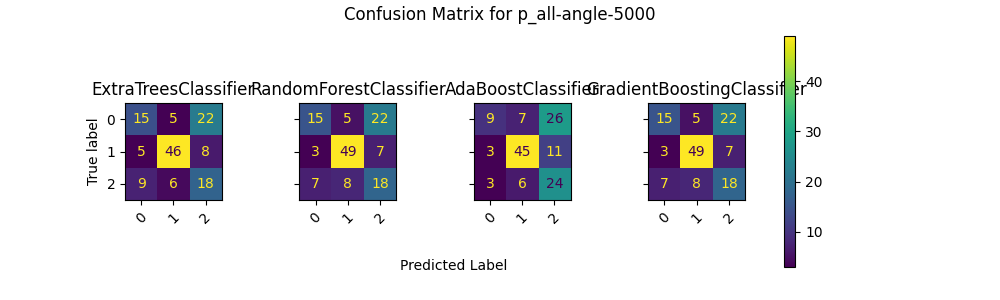 Confusion Matrix for p_all-angle-5000
ExtraTreesClassifier RandomForestClassifier AdaBoostClassifier GradientBoostingClassifier
40
30
20
10
True label
0 15 5 22 15 5 22 9 7 26 15 5 22
1 5 46 8 3 49 7 3 45 11 3 49 7
2 9 6 18 7 8 18 3 6 24 7 8 18
0 1 2 0 1 2 0 1 2 0 1 2
Predicted Label